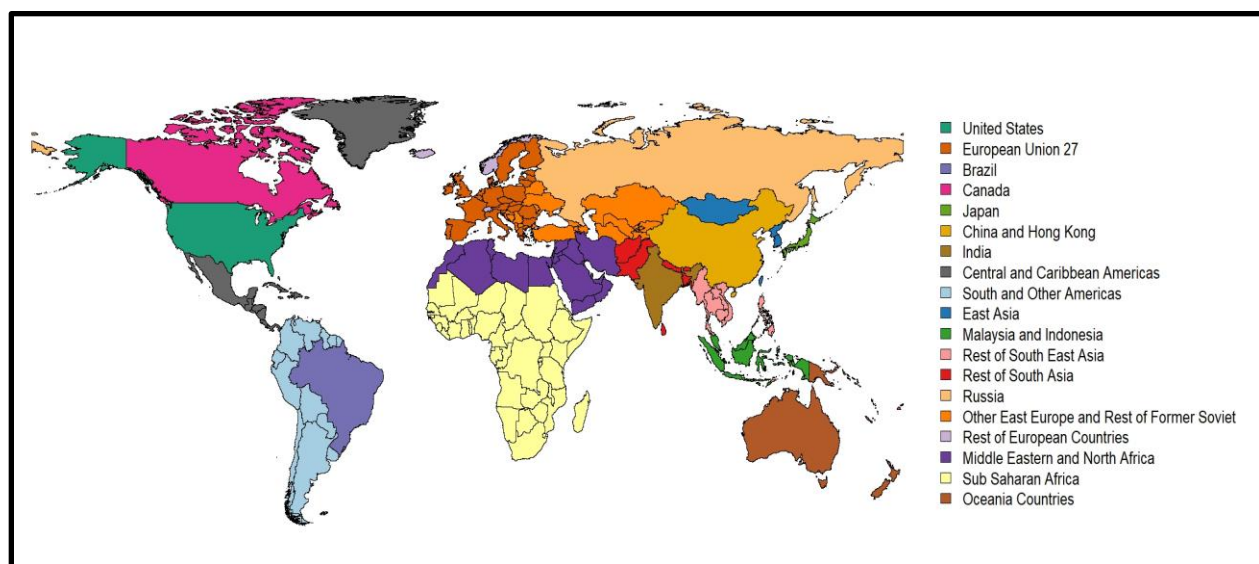 United States
European Union 27
Brazil
Canada
Japan
China and Hong Kong
India
Central and Caribbean Americas
South and Other Americas
East Asia
Malaysia and Indonesia
Rest of South East Asia
Rest of South Asia
Russia
Other East Europe and Rest of Former Soviet
Rest of European Countries
Middle Eastern and North Africa
Sub Saharan Africa
Oceania Countries